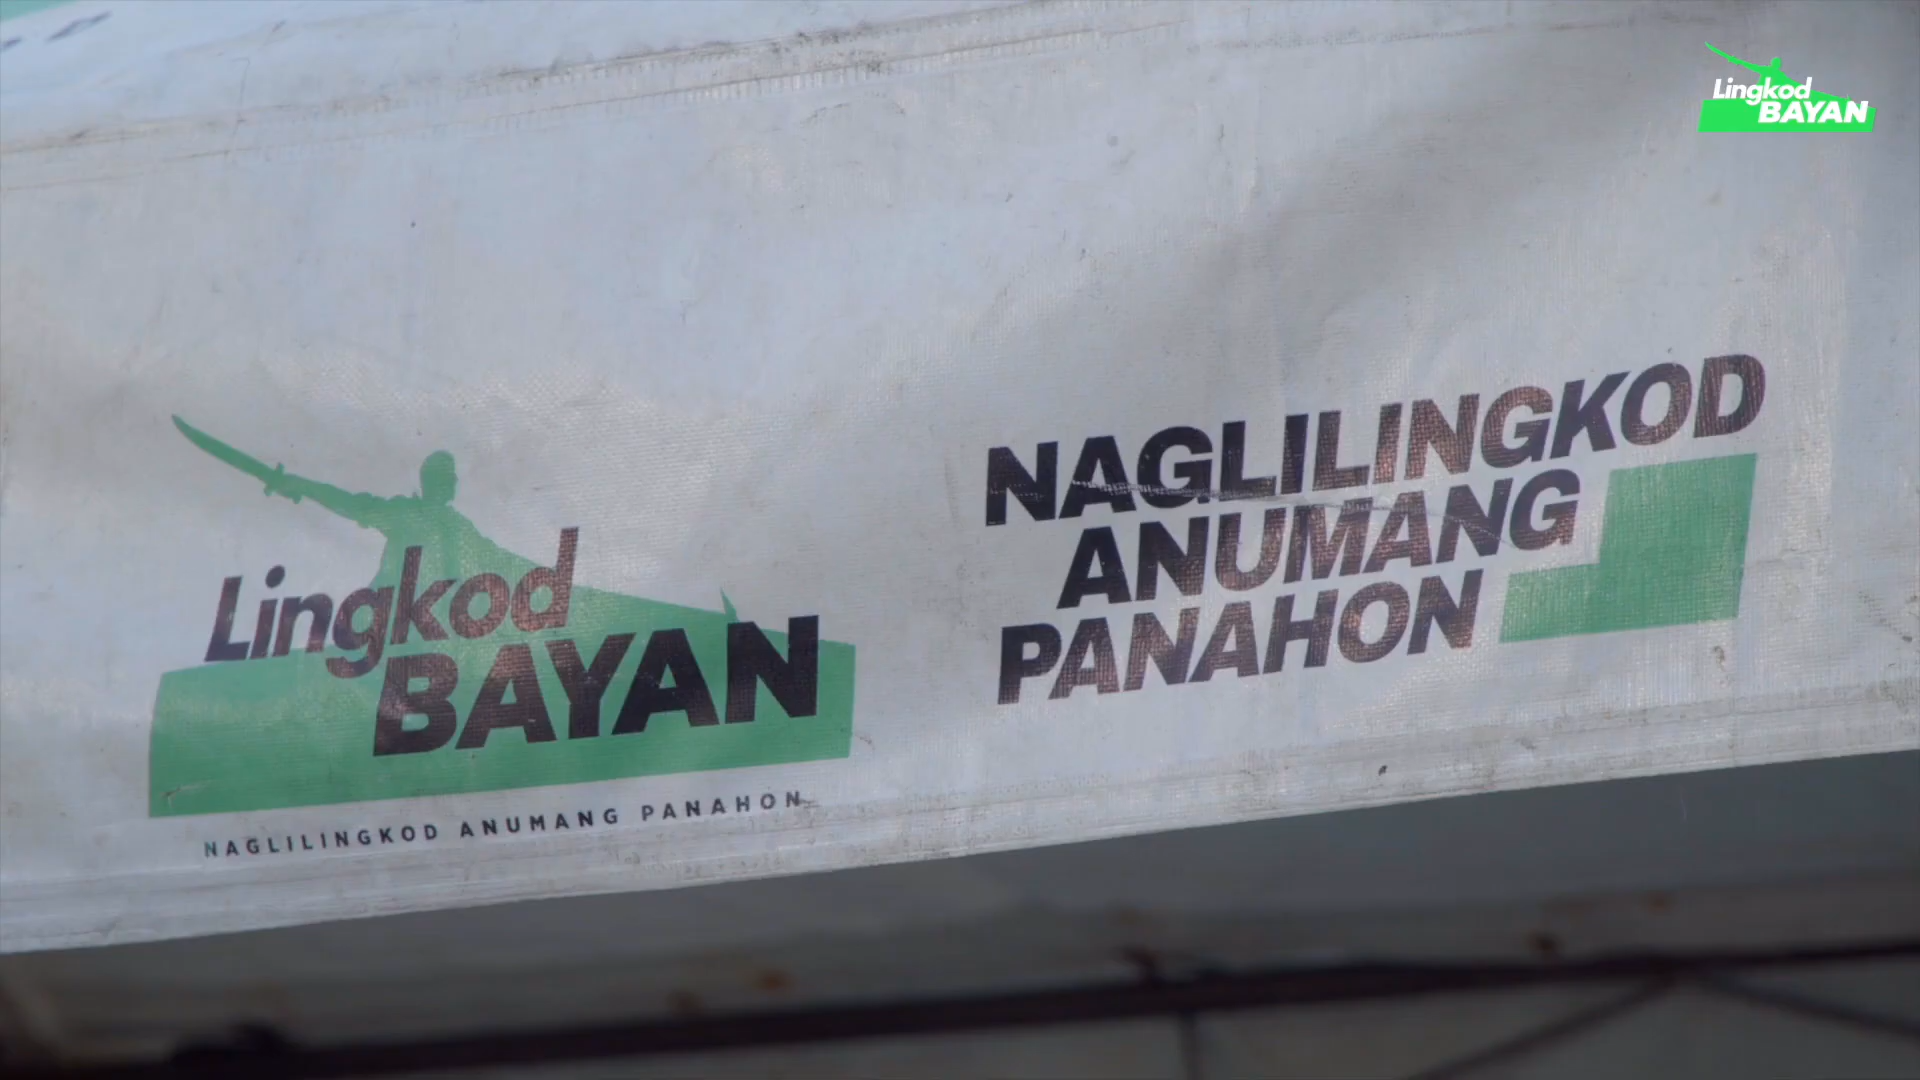 Lingkod
BAYAN
Lingkod
BAYAN
NAGLILINGKOD ANUMANG PANAHON
NAGLILINGKOD
ANUMANG
PANAHON